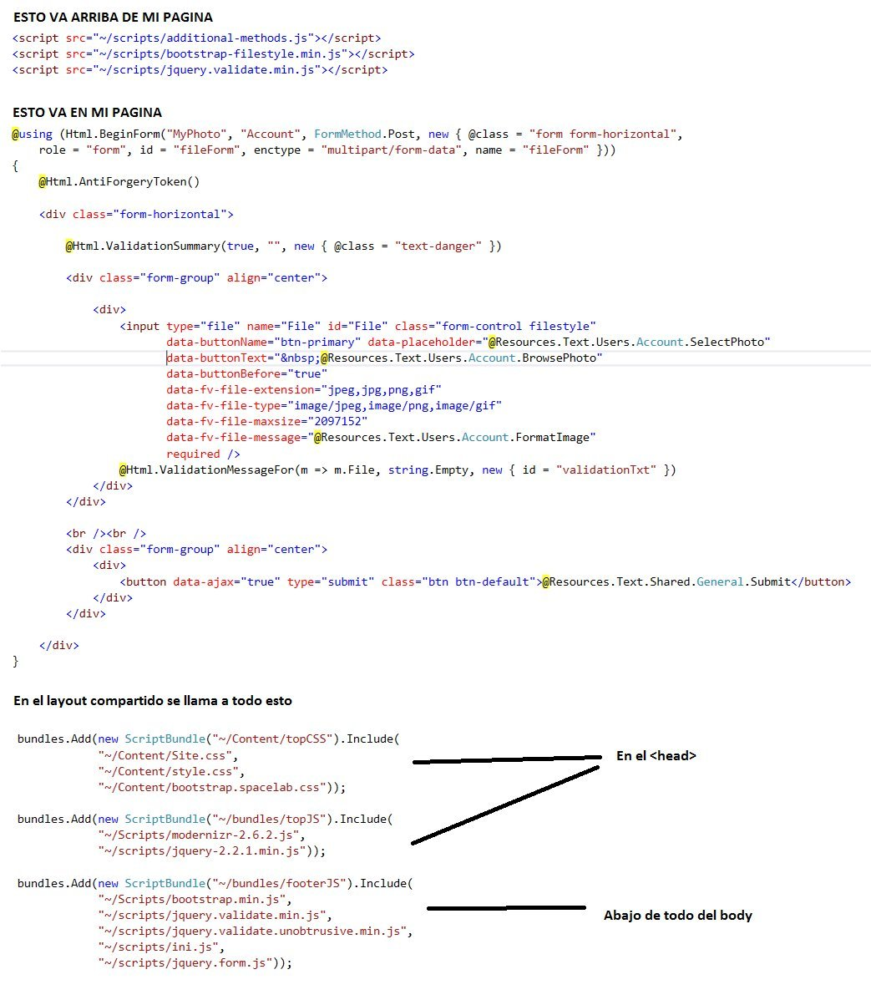 ESTO VA ARRIBA DE MI PAGINA
<script src="~/scripts/additional-methods.js"></script>
<script src="~/scripts/bootstrap-filestyle.min.js"></script>
<script src="~/scripts/jquery.validate.min.js"></script>
ESTO VA EN MI PAGINA
@using (Html.BeginForm("MyPhoto", "Account", FormMethod.Post, new { @class = "form form-horizontal",
role = "form", id = "fileForm", enctype = "multipart/form-data", name = "fileForm" }))
{
@Html.AntiForgeryToken()
<div class="form-horizontal">
@Html.ValidationSummary(true, "", new { @class = "text-danger" })
<div class="form-group" align="center">
<div>
<input type="file" name="File" id="File" class="form-control filestyle"
data-buttonName="btn-primary" data-placeholder="@Resources.Text.Users.Account.SelectPhoto"
data-buttonText="&nbsp;@Resources.Text.Users.Account.BrowsePhoto"
data-buttonBefore="true"
data-fv-file-extension="jpeg,jpg,png,gif"
data-fv-file-type="image/jpeg,image/png,image/gif"
data-fv-file-maxsize="2097152"
data-fv-file-message="@Resources.Text.Users.Account.FormatImage"
required />
@Html.ValidationMessageFor(m => m.File, string.Empty, new { id = "validationTxt" })
</div>
</div>
<br /><br />
<div class="form-group" align="center">
<div>
<button data-ajax="true" type="submit" class="btn btn-default">@Resources.Text.Shared.General.Submit</button>
</div>
</div>
</div>
}
En el layout compartido se llama a todo esto
bundles.Add(new ScriptBundle("~/Content/topCSS").Include(
"~/Content/Site.css",
"~/Content/style.css",
"~/Content/bootstrap.spacelab.css"));
En el <head>
bundles.Add(new ScriptBundle("~/bundles/topJS").Include(
"~/Scripts/modernizr-2.6.2.js",
"~/scripts/jquery-2.2.1.min.js"));
bundles.Add(new ScriptBundle("~/bundles/footerJS").Include(
"~/Scripts/bootstrap.min.js",
"~/scripts/jquery.validate.min.js",
"~/scripts/jquery.validate.unobtrusive.min.js",
"~/scripts/ini.js",
"~/scripts/jquery.form.js"));
Abajo de todo del body